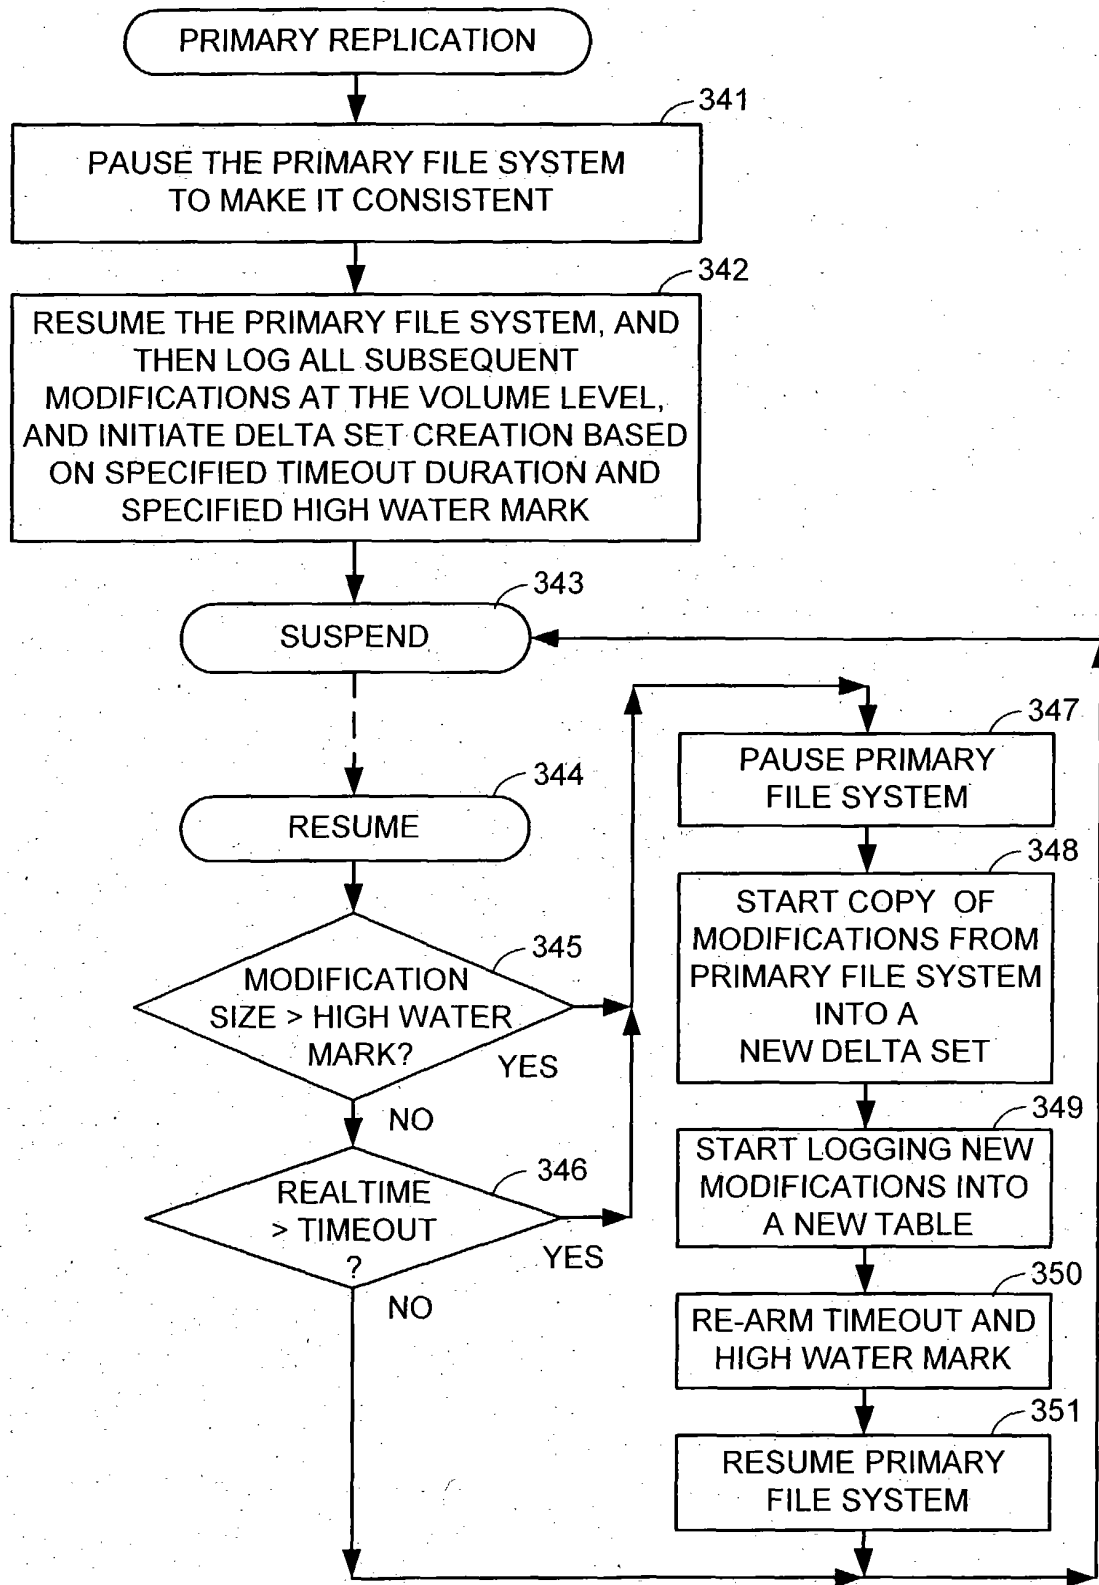 PRIMARY REPLICATION
341
PAUSE THE PRIMARY FILE SYSTEM
TO MAKE IT CONSISTENT
342
RESUME THE PRIMARY FILE SYSTEM, AND
THEN LOG ALL SUBSEQUENT
MODIFICATIONS AT THE VOLUME LEVEL,
AND INITIATE DELTA SET CREATION BASED
ON SPECIFIED TIMEOUT DURATION AND
SPECIFIED HIGH WATER MARK
343
SUSPEND
344
RESUME
345
MODIFICATION
SIZE > HIGH WATER
MARK?
YES
NO
346
REALTIME
> TIMEOUT
?
YES
NO
347
PAUSE PRIMARY
FILE SYSTEM
348
START COPY OF
MODIFICATIONS FROM
PRIMARY FILE SYSTEM
INTO A
NEW DELTA SET
349
START LOGGING NEW
MODIFICATIONS INTO
A NEW TABLE
350
RE-ARM TIMEOUT AND
HIGH WATER MARK
351
RESUME PRIMARY
FILE SYSTEM